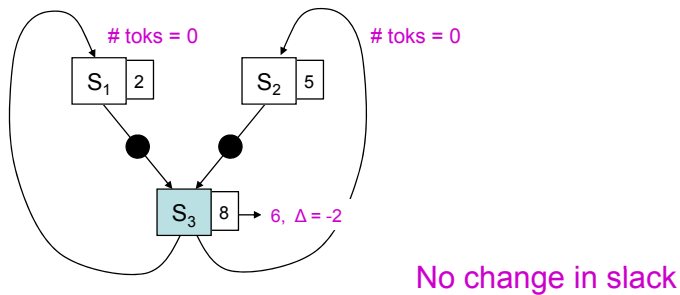 # toks = 0
# toks = 0
S1 2
S2 5
S3 8
6, Δ = -2
No change in slack